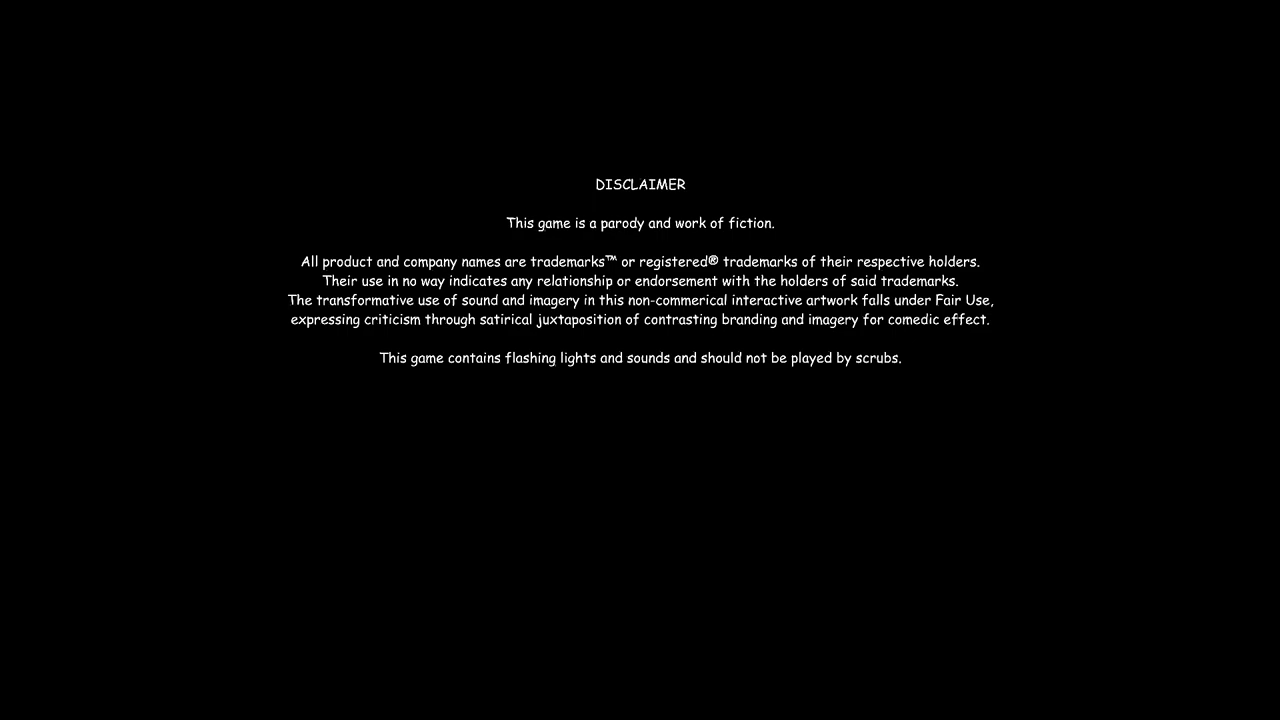 DISCLAIMER
This game is a parody and work of fiction.
All product and company names are trademarks™ or registered® trademarks of their respective holders.
Their use in no way indicates any relationship or endorsement with the holders of said trademarks.
The transformative use of sound and imagery in this non-commerical interactive artwork falls under Fair Use,
expressing criticism through satirical juxtaposition of contrasting branding and imagery for comedic effect.
This game contains flashing lights and sounds and should not be played by scrubs.